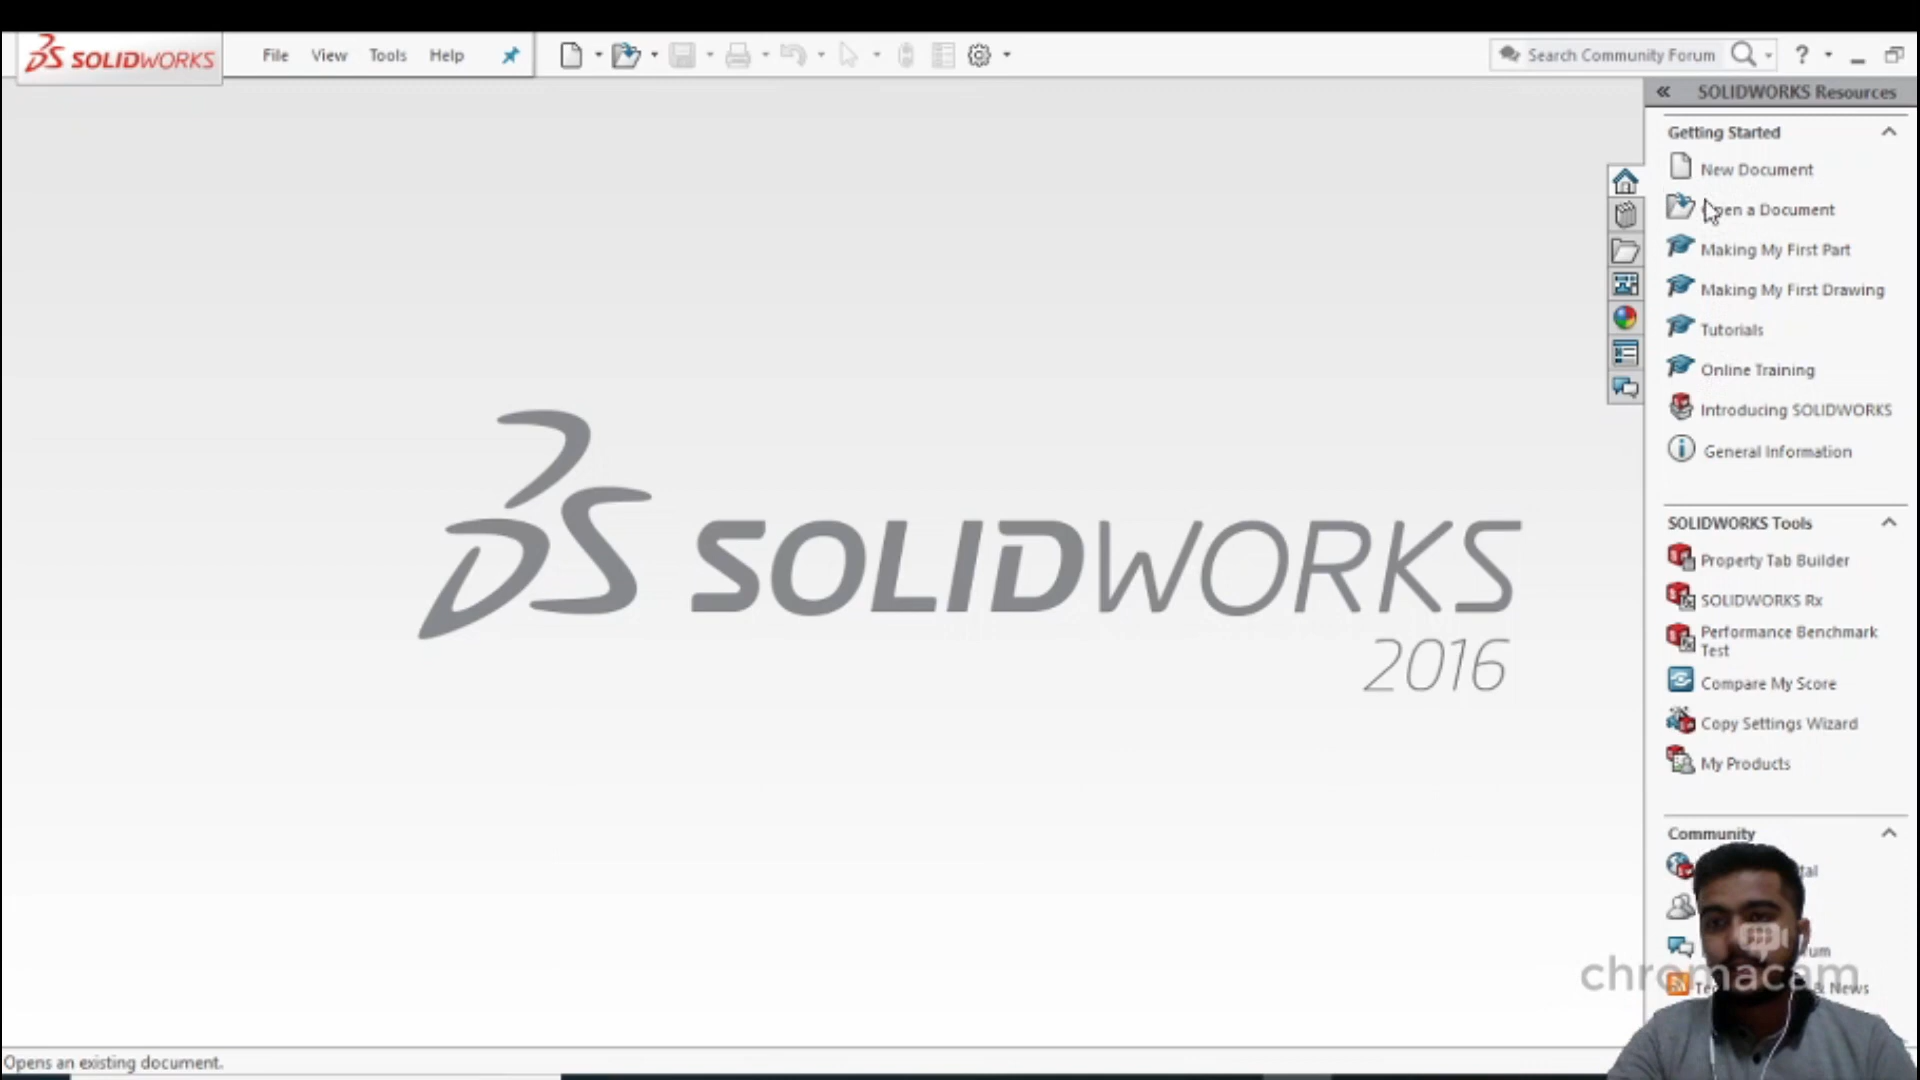 SOLIDWORKS File View Tools Help Search Community Forum ?
SOLIDWORKS Resources
Getting Started
New Document
Open a Document
Making My First Part
Making My First Drawing
Tutorials
Online Training
Introducing SOLIDWORKS
General Information
SOLIDWORKS
2016
SOLIDWORKS Tools
Property Tab Builder
SOLIDWORKS Rx
Performance Benchmark
Test
Compare My Score
Copy Settings Wizard
My Products
Community
chromacam
& News
Opens an existing document.